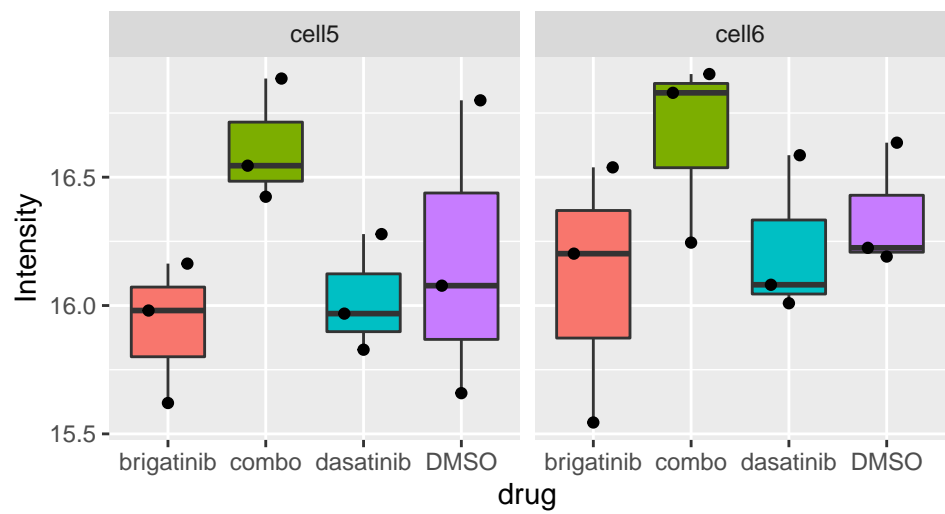 cell5 cell6
Intensity
16.5
16.0
15.5
brigatinib combo dasatinib DMSO brigatinib combo dasatinib DMSO
drug